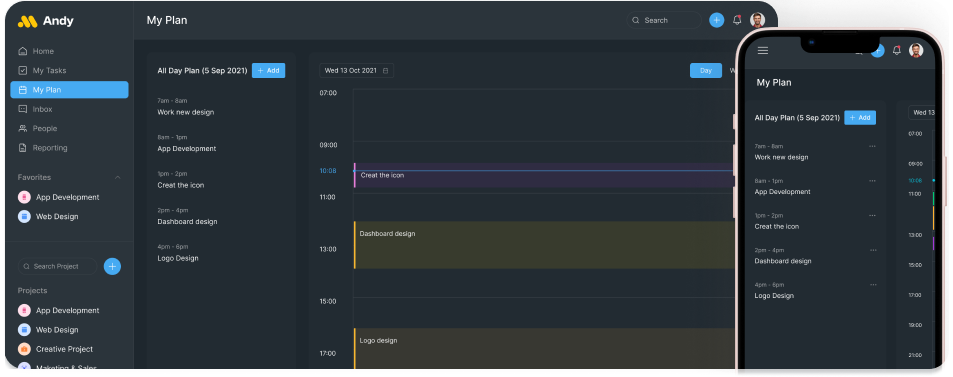 Andy
Home
My Tasks
My Plan
Inbox
People
Reporting
Favorites
App Development
Web Design
Search Project
Projects
App Development
Web Design
Creative Project
Maketing & Sales
My Plan
Search
All Day Plan (5 Sep 2021)
+ Add
7am - 8am
Work new design
8am - 1pm
App Development
1pm - 2pm
Creat the icon
2pm - 4pm
Dashboard design
4pm - 6pm
Logo Design
Wed 13 Oct 2021
Day
W
07:00
09:00
10:08
Creat the icon
11:00
Dashboard design
13:00
15:00
Logo design
17:00
My Plan
All Day Plan (5 Sep 2021)
+ Add
7am - 8am
Work new design
8am - 1pm
App Development
1pm - 2pm
Creat the icon
2pm - 4pm
Dashboard design
4pm - 8pm
Logo Design
Wed 13
07:00
09:00
10:08
11:00
13:00
15:00
17:00
19:00
21:00